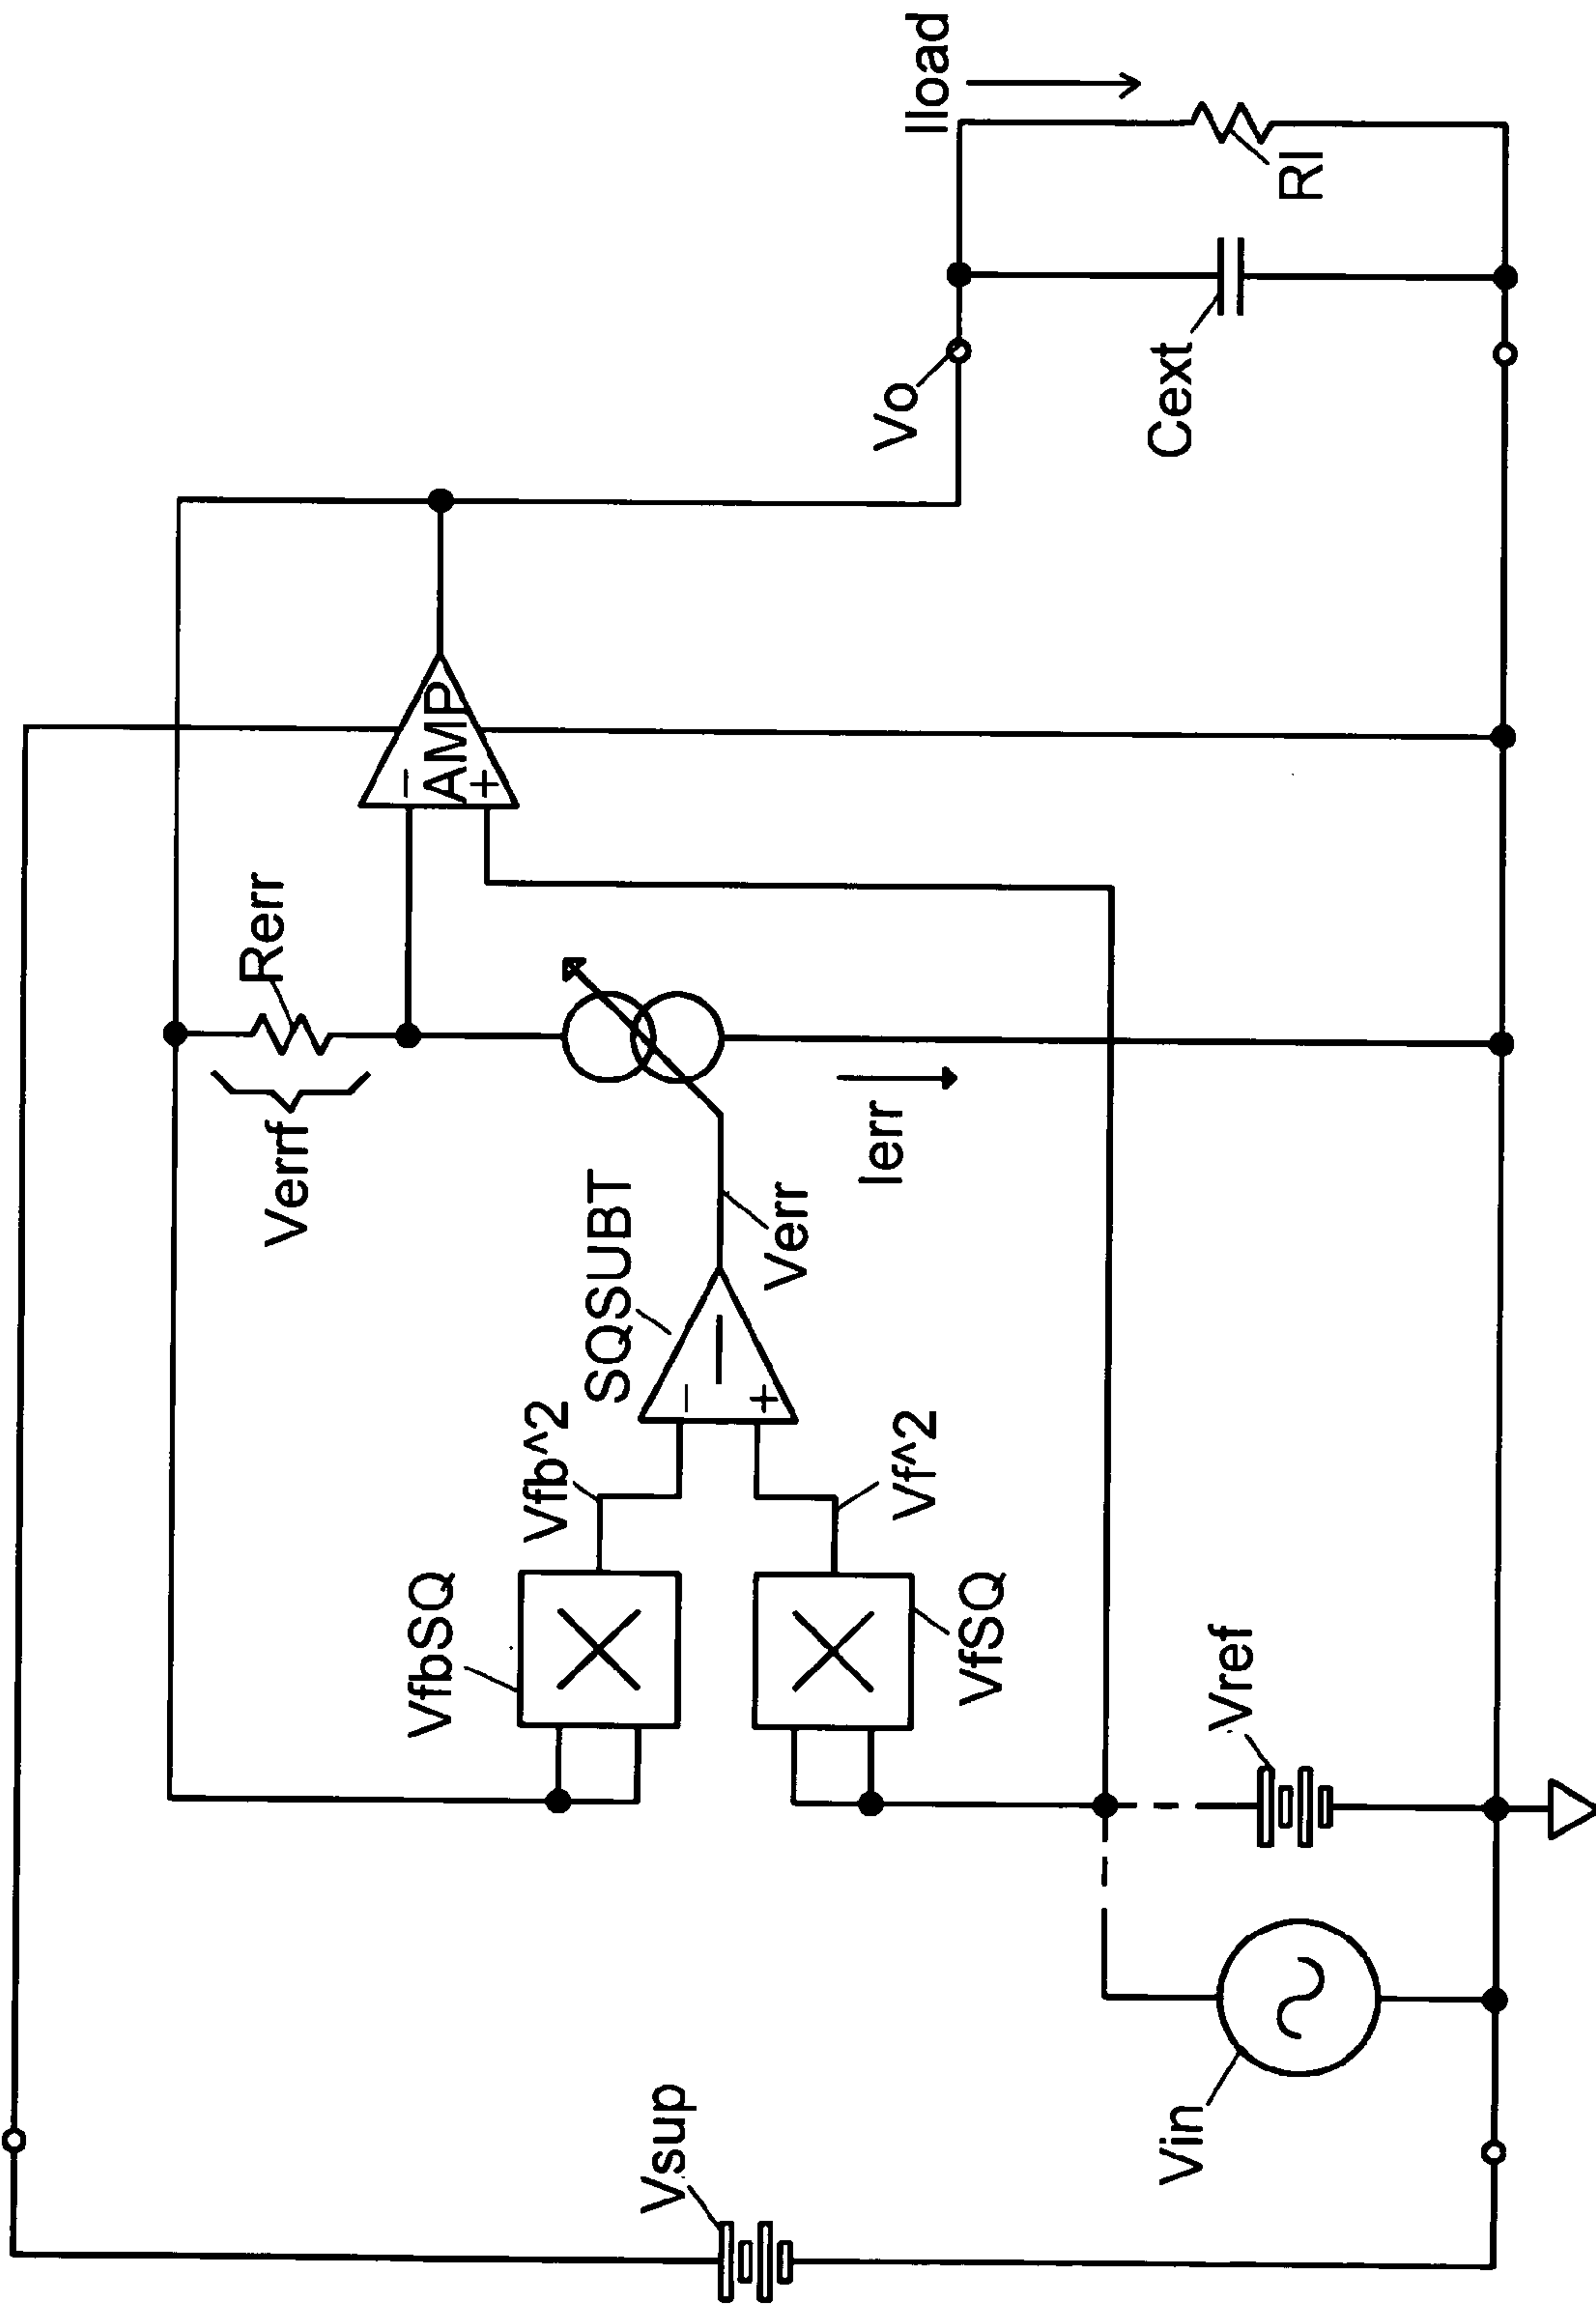 Vsup
Vin
Vref
VfbSQ
VfSQ
Vfb^2
Vf^2
SQSUBT
−
+
Verr
Verrf
Rerr
Ierr
AMP
−
+
Vo
Cext
Rl
Iload